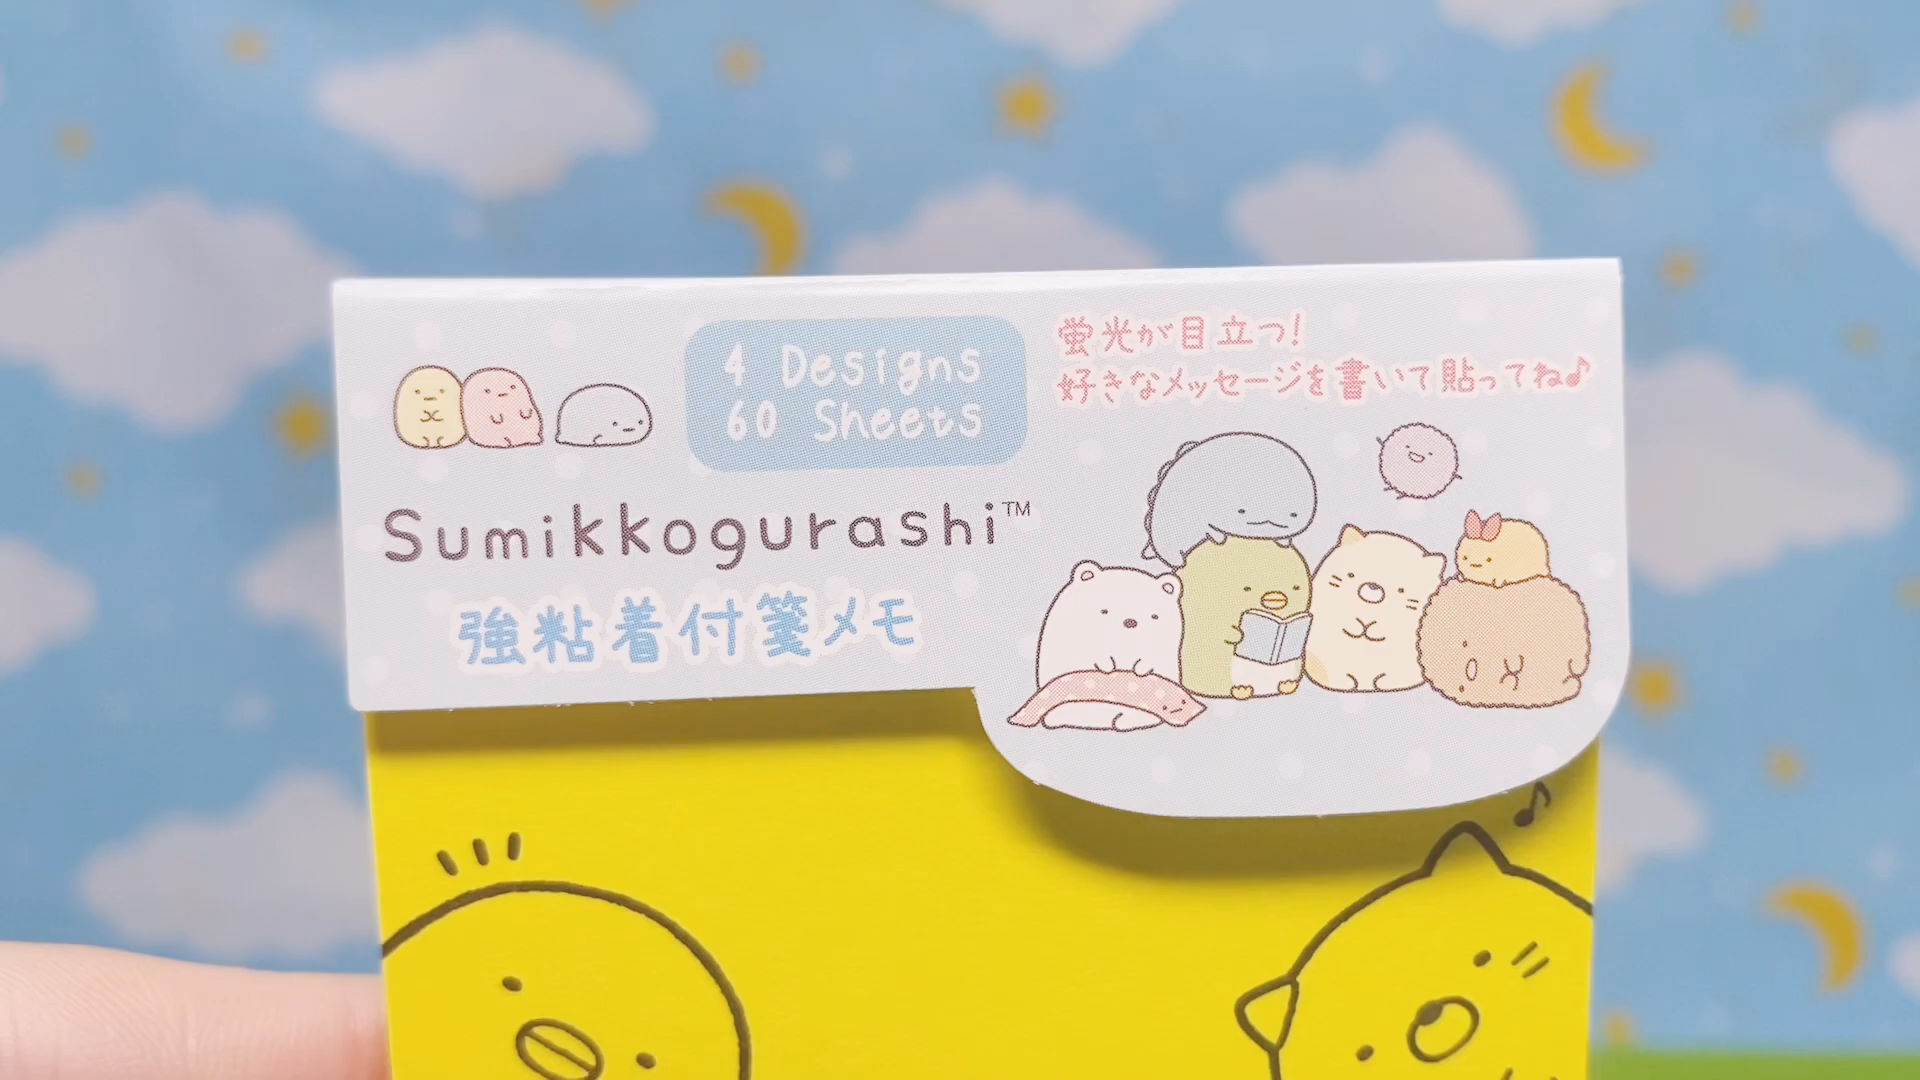 4 Designs
60 Sheets
蛍光が目立つ!
好きなメッセージを書いて貼ってね♪
Sumikkogurashi™
強粘着付箋メモ